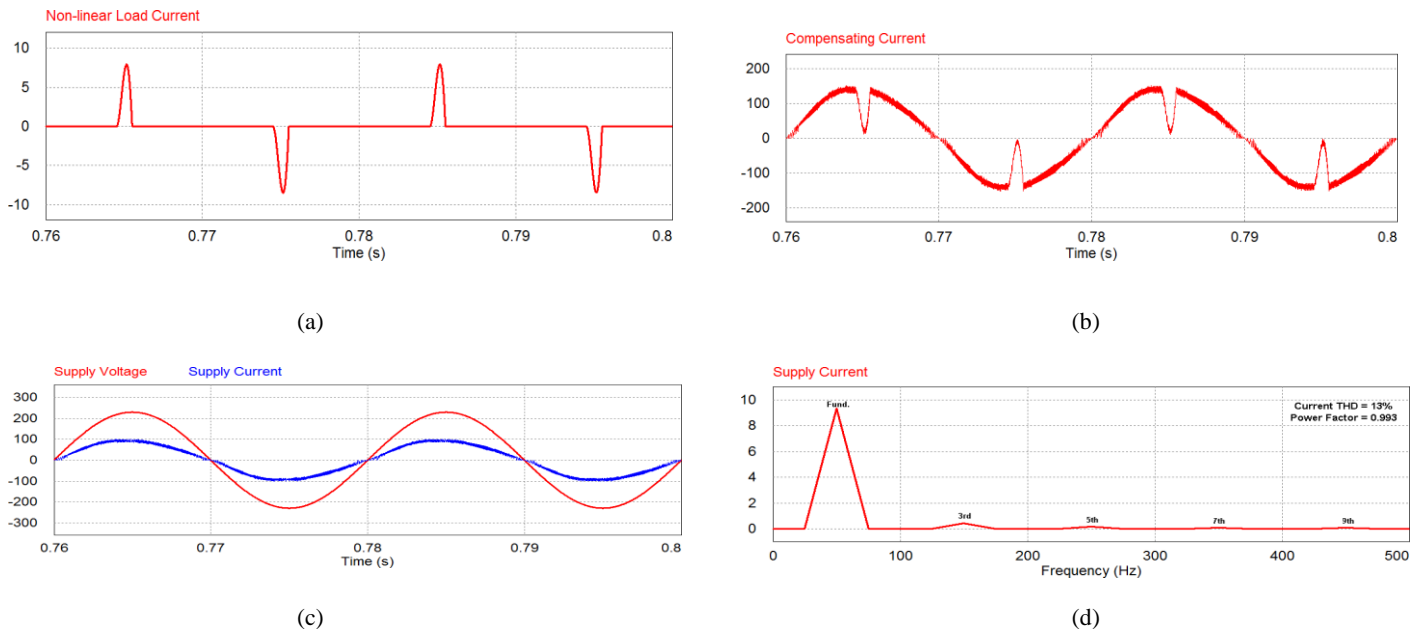 Non-linear Load Current
10
5
0
-5
-10
0.76 0.77 0.78 0.79 0.8
Time (s)
(a)
Compensating Current
200
100
0
-100
-200
0.76 0.77 0.78 0.79 0.8
Time (s)
(b)
Supply Voltage Supply Current
300
200
100
0
-100
-200
-300
0.76 0.77 0.78 0.79 0.8
Time (s)
(c)
Supply Current
10
8
6
4
2
0
Fund.
3rd
5th
7th
9th
Current THD = 13%
Power Factor = 0.993
0 100 200 300 400 500
Frequency (Hz)
(d)